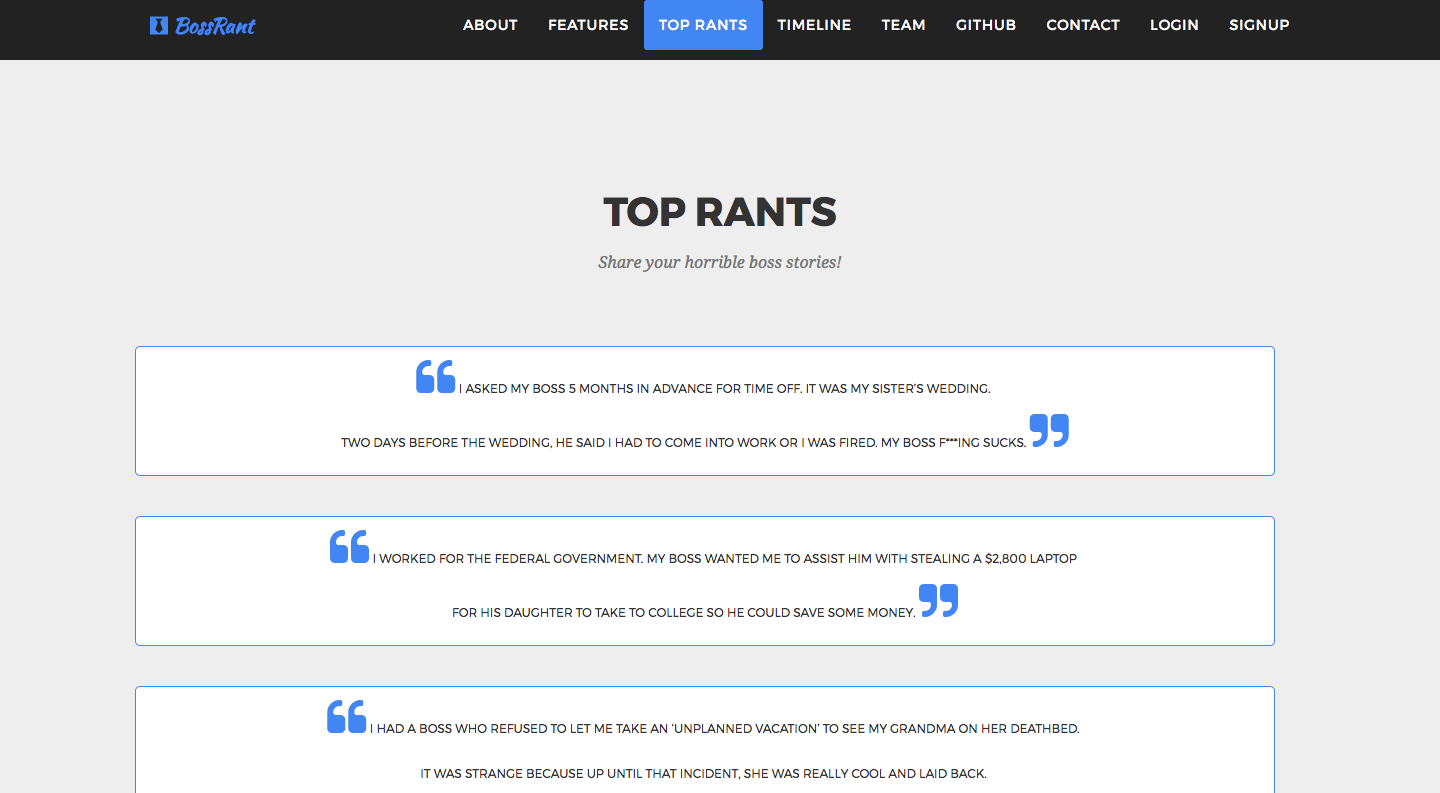 BossRant
ABOUT FEATURES TOP RANTS TIMELINE TEAM GITHUB CONTACT LOGIN SIGNUP
TOP RANTS
Share your horrible boss stories!
“ I ASKED MY BOSS 5 MONTHS IN ADVANCE FOR TIME OFF. IT WAS MY SISTER'S WEDDING.
TWO DAYS BEFORE THE WEDDING, HE SAID I HAD TO COME INTO WORK OR I WAS FIRED. MY BOSS F***ING SUCKS. ”
“ I WORKED FOR THE FEDERAL GOVERNMENT. MY BOSS WANTED ME TO ASSIST HIM WITH STEALING A $2,800 LAPTOP
FOR HIS DAUGHTER TO TAKE TO COLLEGE SO HE COULD SAVE SOME MONEY. ”
“ I HAD A BOSS WHO REFUSED TO LET ME TAKE AN 'UNPLANNED VACATION' TO SEE MY GRANDMA ON HER DEATHBED.
IT WAS STRANGE BECAUSE UP UNTIL THAT INCIDENT, SHE WAS REALLY COOL AND LAID BACK.